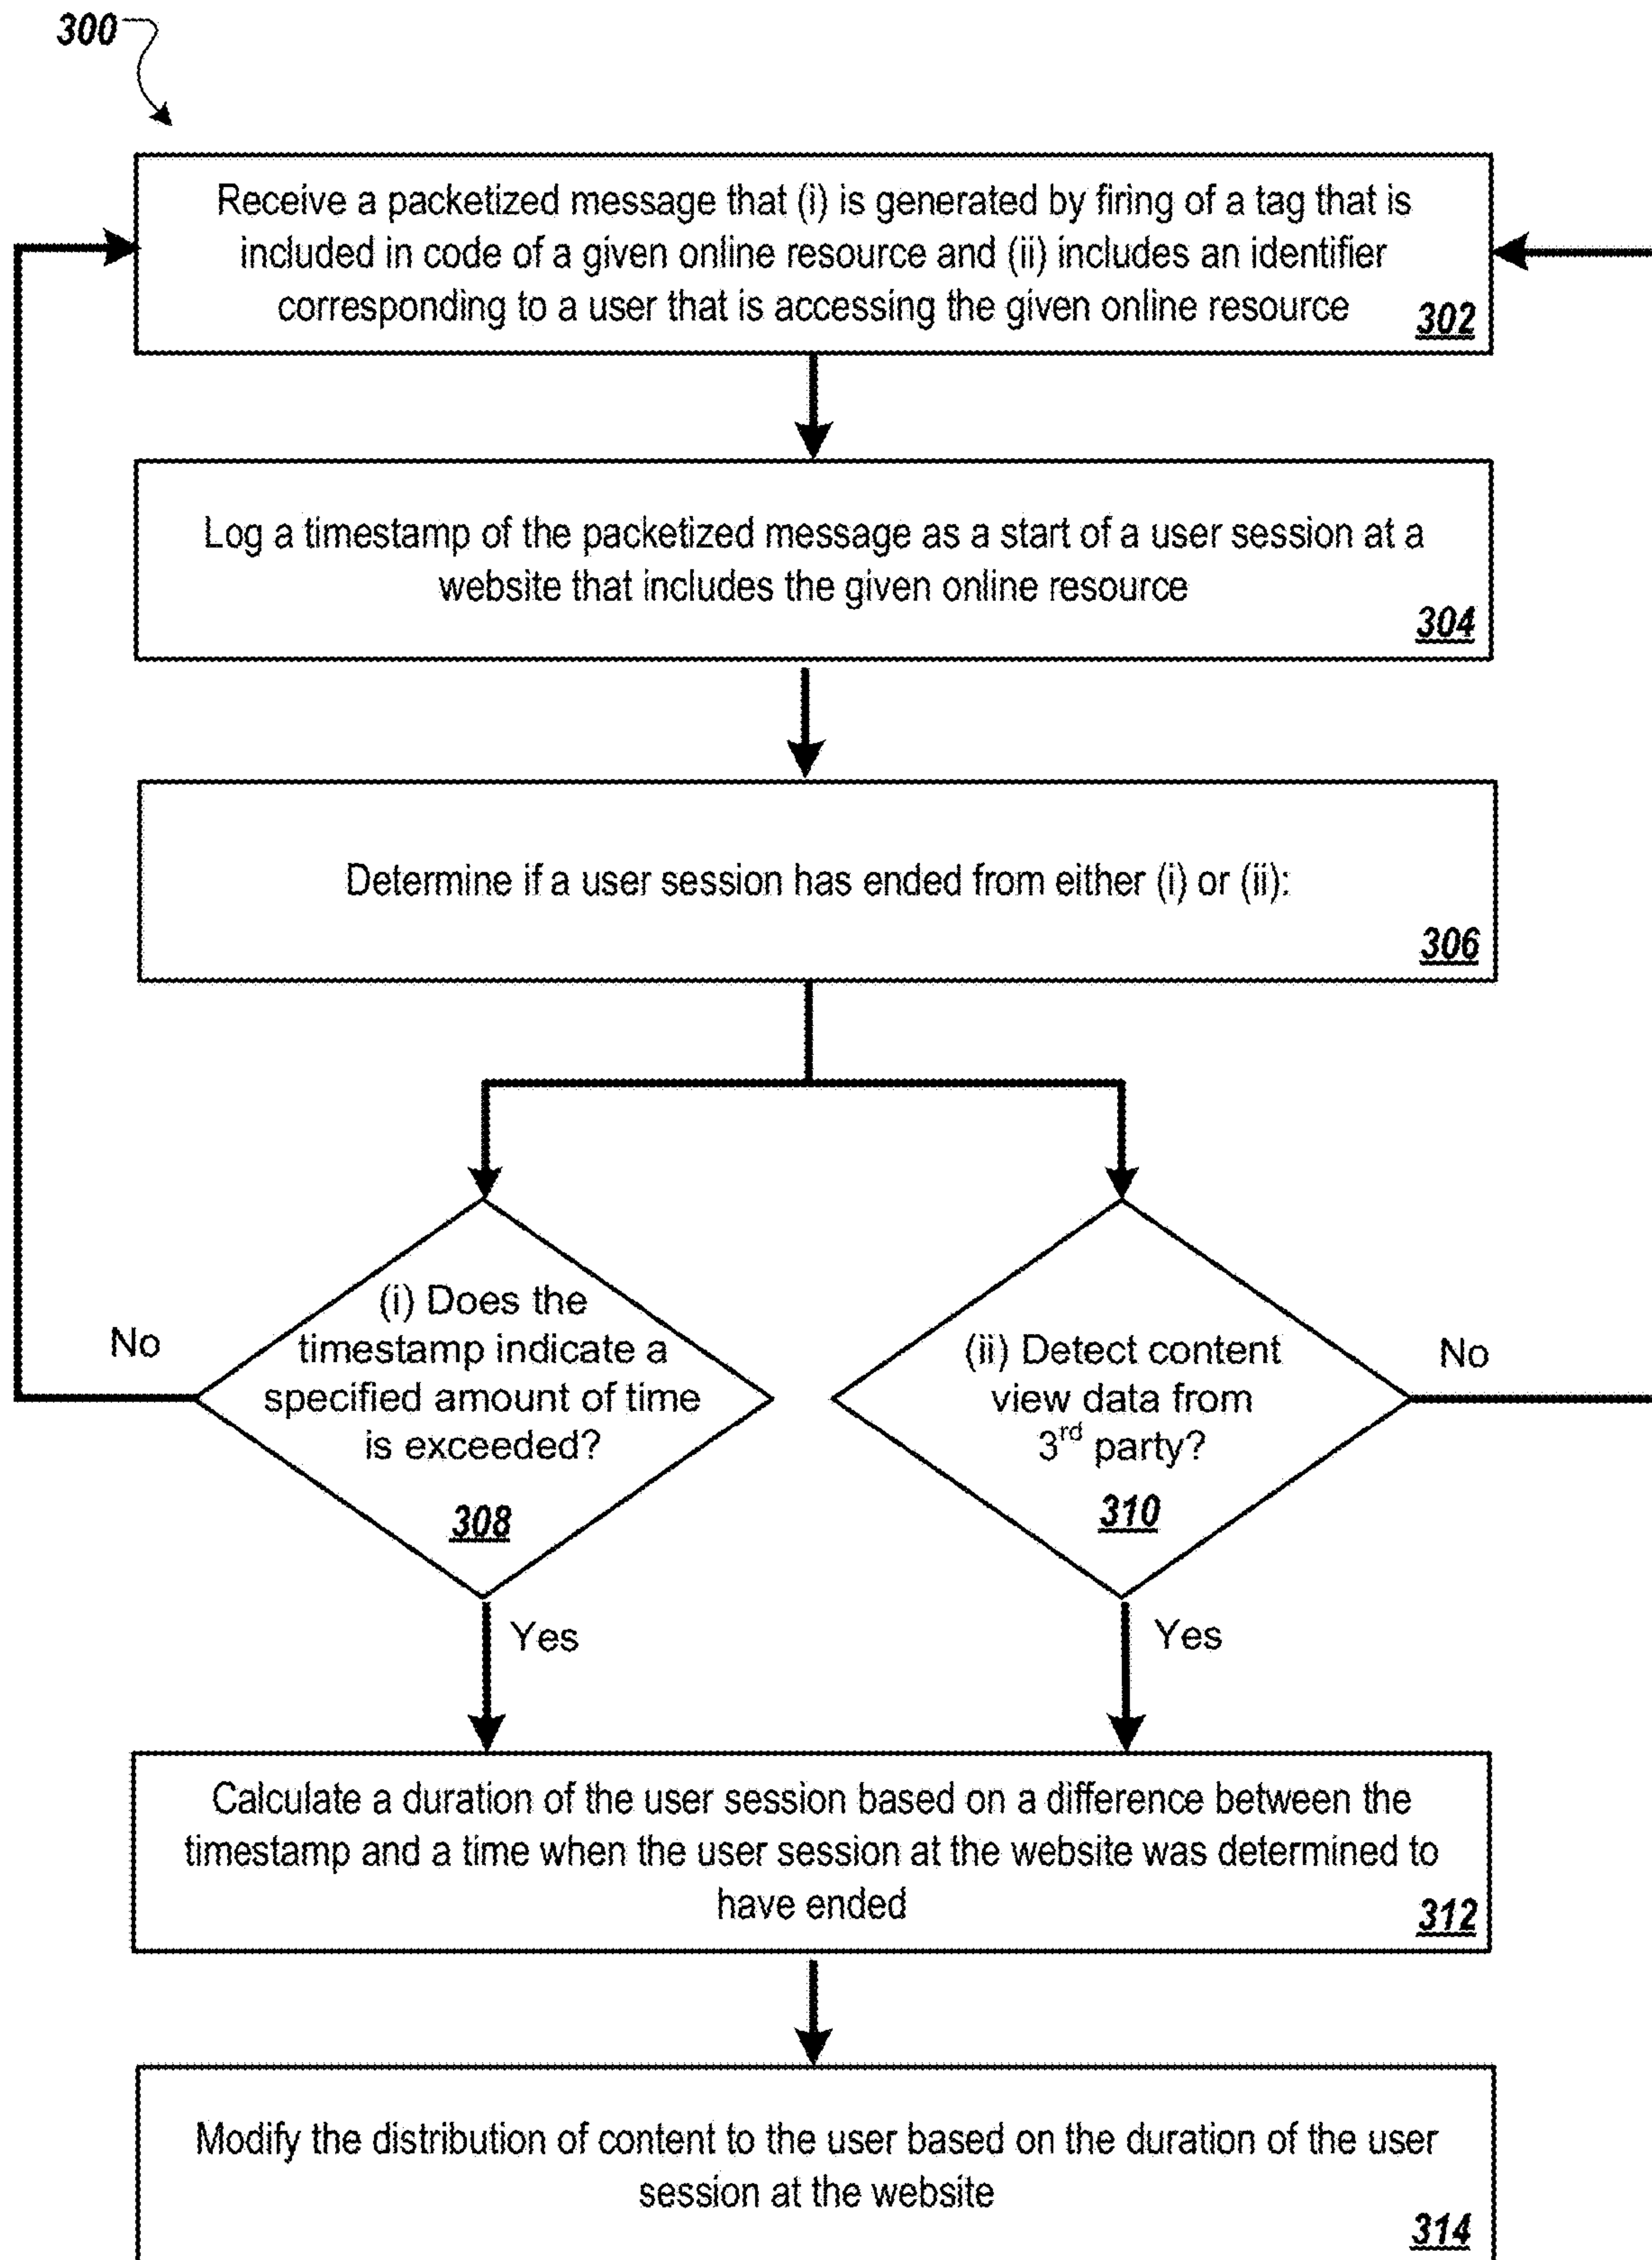 300
Receive a packetized message that (i) is generated by firing of a tag that is
included in code of a given online resource and (ii) includes an identifier
corresponding to a user that is accessing the given online resource
302
Log a timestamp of the packetized message as a start of a user session at a
website that includes the given online resource
304
Determine if a user session has ended from either (i) or (ii):
306
(i) Does the
timestamp indicate a
specified amount of time
is exceeded?
308
No
Yes
(ii) Detect content
view data from
3rd party?
310
No
Yes
Calculate a duration of the user session based on a difference between the
timestamp and a time when the user session at the website was determined to
have ended
312
Modify the distribution of content to the user based on the duration of the user
session at the website
314